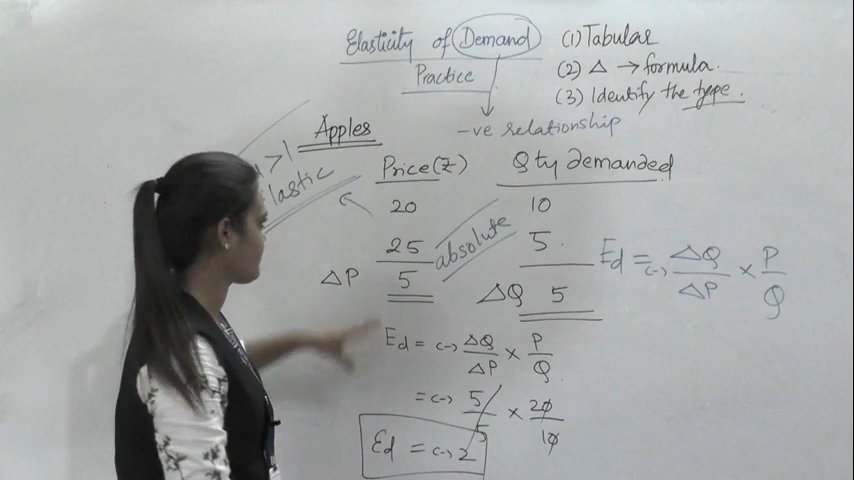 Elasticity of Demand
Practice
(1) Tabular
(2) Δ → formula.
(3) Identify the type.
-ve relationship
Apples
>1
lastic
Price(₹) Qty demanded
20 10
25 absolute 5.
ΔP 5 ΔQ 5
Ed = (-) ΔQ/ΔP × P/Q
Ed = (-) ΔQ/ΔP × P/Q
= (-) 5/5 × 20/10
Ed = (-) 2